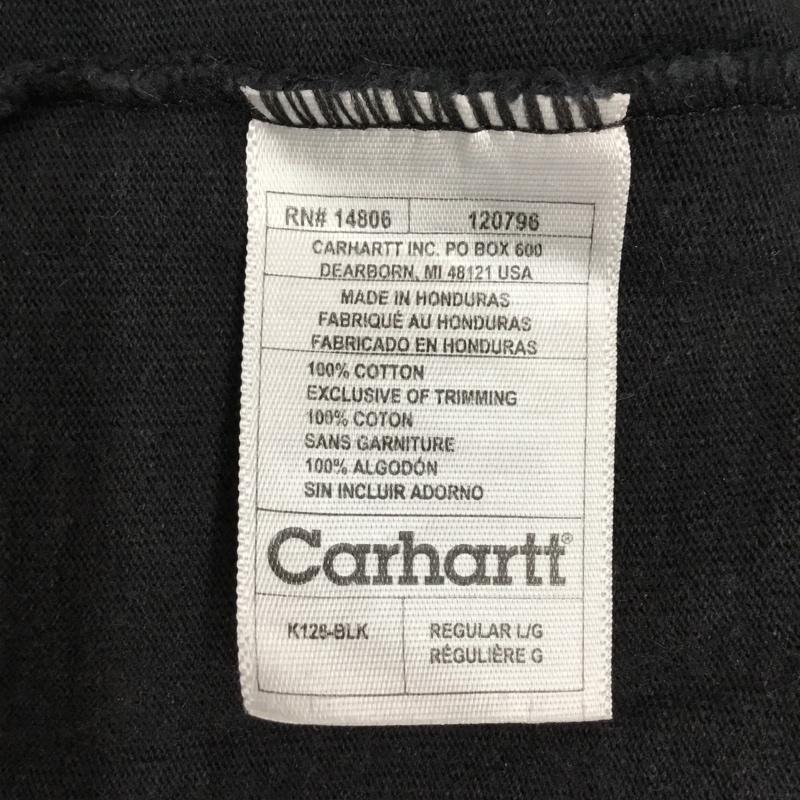 RN# 14806 120796
CARHARTT INC. PO BOX 600
DEARBORN, MI 48121 USA
MADE IN HONDURAS
FABRIQUÉ AU HONDURAS
FABRICADO EN HONDURAS
100% COTTON
EXCLUSIVE OF TRIMMING
100% COTON
SANS GARNITURE
100% ALGODÓN
SIN INCLUIR ADORNO
Carhartt®
K126-BLK REGULAR L/G
RÉGULIÈRE G